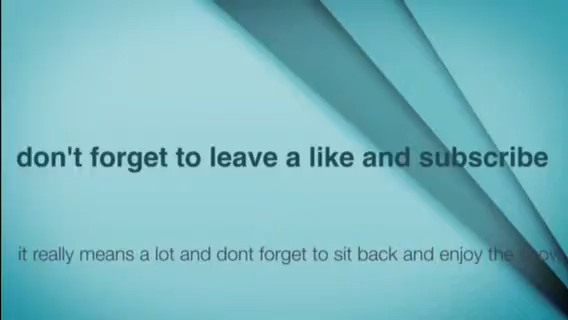 don't forget to leave a like and subscribe
it really means a lot and dont forget to sit back and enjoy the show